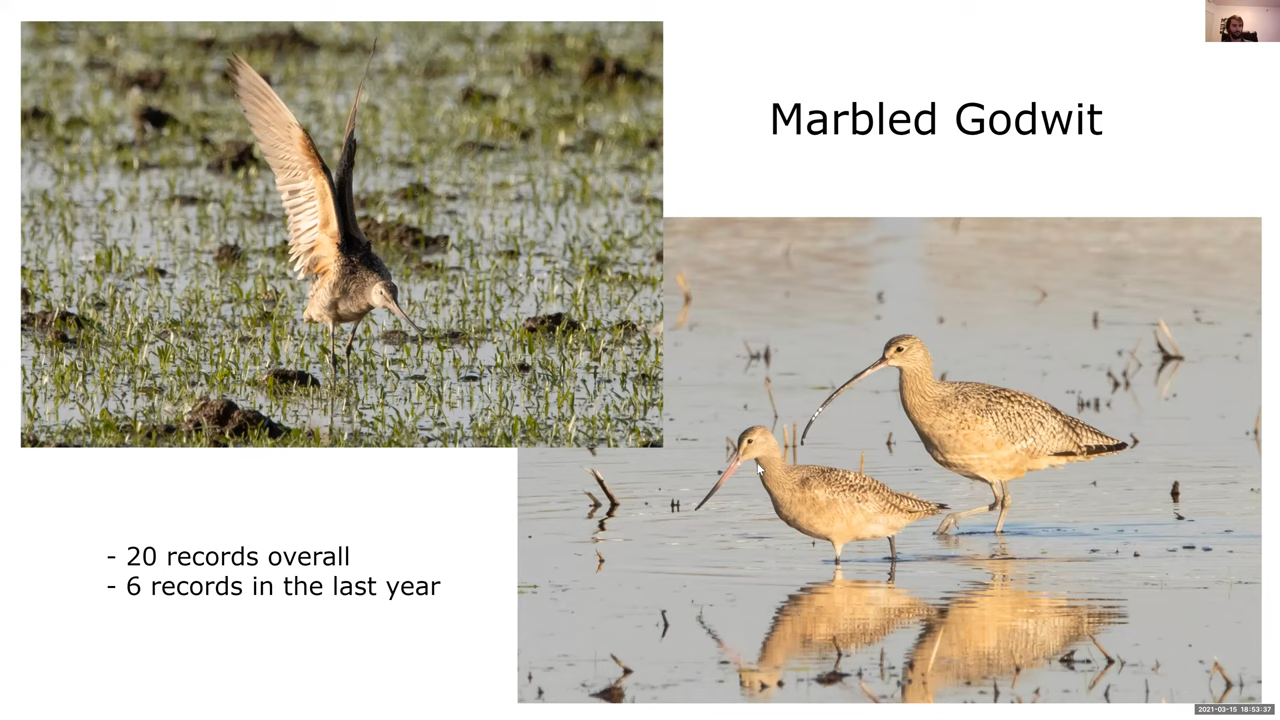 Marbled Godwit
- 20 records overall
- 6 records in the last year
2021-03-15 18:53:37